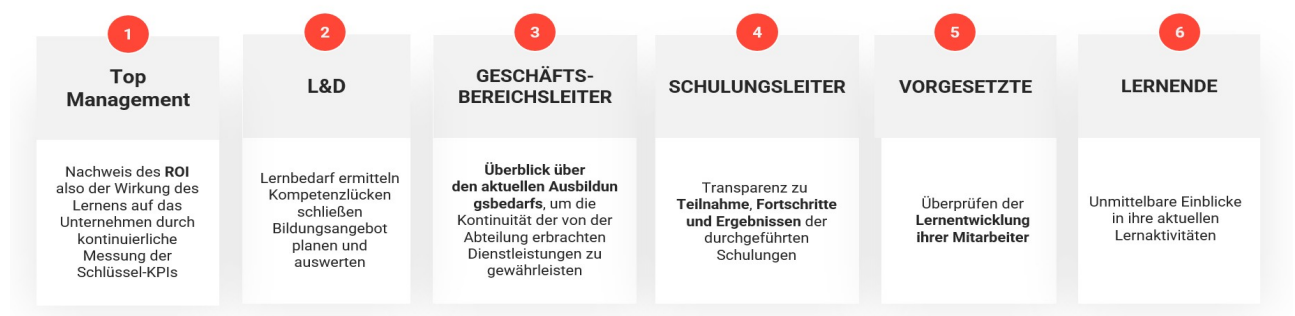 1
Top
Management
Nachweis des ROI
also der Wirkung des
Lernens auf das
Unternehmen durch
kontinuierliche
Messung der
Schlüssel-KPIs
2
L&D
Lernbedarf ermitteln
Kompetenzlücken
schließen
Bildungsangebot
planen und
auswerten
3
GESCHÄFTS-
BEREICHSLEITER
Überblick über
den aktuellen Ausbildun
gsbedarfs, um die
Kontinuität der von der
Abteilung erbrachten
Dienstleistungen zu
gewährleisten
4
SCHULUNGSLEITER
Transparenz zu
Teilnahme, Fortschritte
und Ergebnissen der
durchgeführten
Schulungen
5
VORGESETZTE
Überprüfen der
Lernentwicklung
ihrer Mitarbeiter
6
LERNENDE
Unmittelbare Einblicke
in ihre aktuellen
Lernaktivitäten